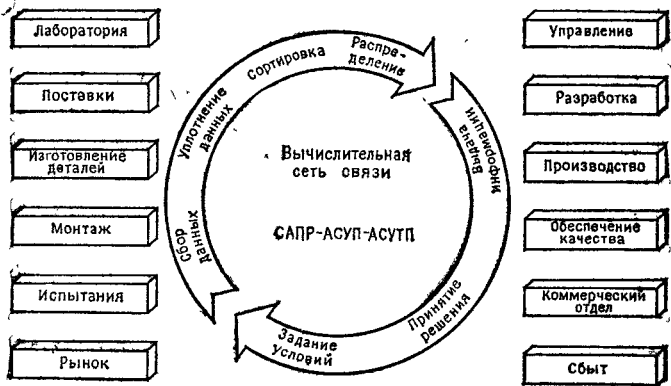 Лаборатория
Поставки
Изготовление
деталей
Монтаж
Испытания
Рынок
Сбор
данных
Уплотнение
данных
Сортировка
Распре-
деление
Выдача
информации
Принятие
решения
Задание
условий
Вычислительная
сеть связи
САПР-АСУП-АСУТП
Управление
Разработка
Производство
Обеспечение
качества
Коммерческий
отдел
Сбыт